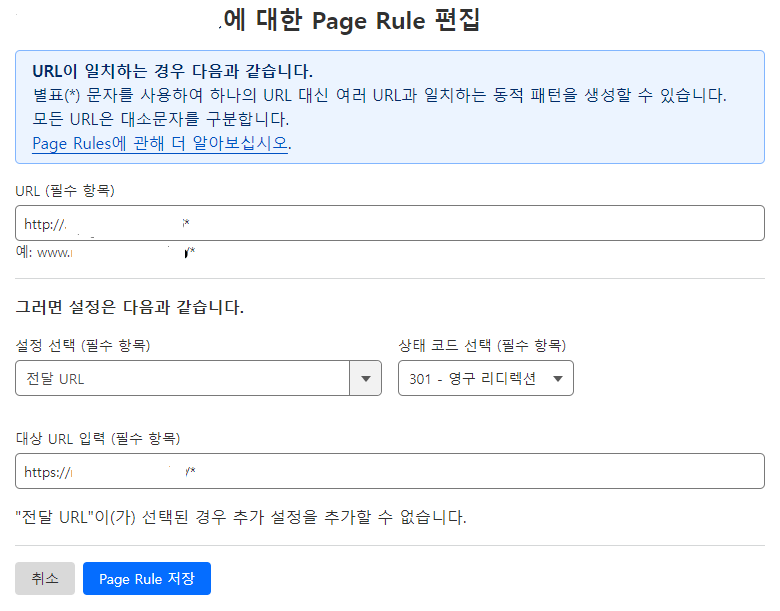 에 대한 Page Rule 편집
URL이 일치하는 경우 다음과 같습니다.
별표(*) 문자를 사용하여 하나의 URL 대신 여러 URL과 일치하는 동적 패턴을 생성할 수 있습니다.
모든 URL은 대소문자를 구분합니다.
Page Rules에 관해 더 알아보십시오.
URL (필수 항목)
http:// /*
예: www. /*
그러면 설정은 다음과 같습니다.
설정 선택 (필수 항목)
상태 코드 선택 (필수 항목)
전달 URL
301 - 영구 리디렉션
대상 URL 입력 (필수 항목)
https:// /*
"전달 URL"이(가) 선택된 경우 추가 설정을 추가할 수 없습니다.
취소
Page Rule 저장